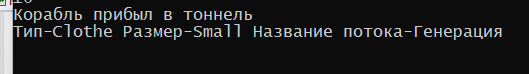 Корабль прибыл в тоннель
Тип-Clothe Размер-Small Название потока-Генерация